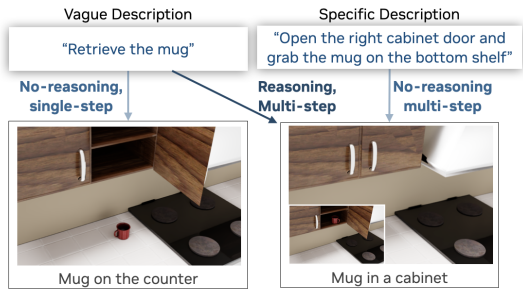 Vague Description
Specific Description
“Retrieve the mug”
“Open the right cabinet door and
grab the mug on the bottom shelf”
No-reasoning,
single-step
Reasoning,
Multi-step
No-reasoning
multi-step
Mug on the counter
Mug in a cabinet